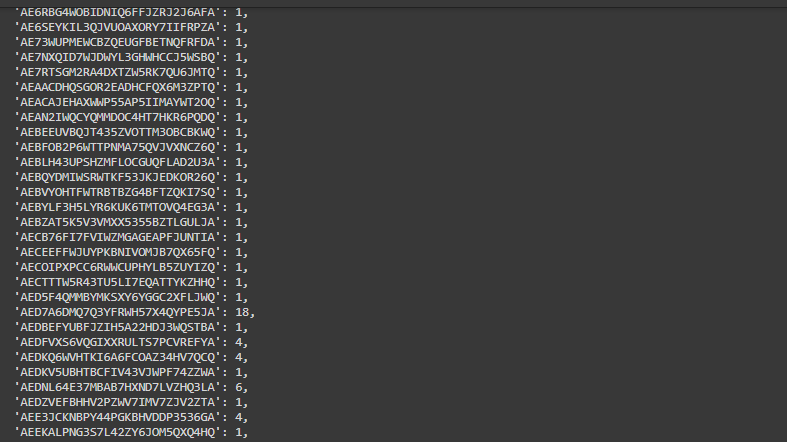 'AE6RBG4WOBIDNIQ6FFJZRJ2J6AFA': 1,
'AE6SEYKIL3QJVUOAXORY7IIFRPZA': 1,
'AE73WUPMEWCBZQEUGFBETNQFRFDA': 1,
'AE7NXQID7WJDWYL3GHWHCCJ5WSBQ': 1,
'AE7RTSGM2RA4DXTZW5RK7QU6JMTQ': 1,
'AEAACDHQSGOR2EADHCFQX6M3ZPTQ': 1,
'AEACAJEHAXWWP55AP5IIMAYWT2OQ': 1,
'AEAN2IWQCYQMMDOC4HT7HKR6PQDQ': 1,
'AEBEEUVBQJT435ZVOTTM3OBCBKWQ': 1,
'AEBFOB2P6WTTPNMA75QVJVXNCZ6Q': 1,
'AEBLH43UPSHZMFLOCGUQFLAD2U3A': 1,
'AEBQYDMIWSRWTKF53JKJEDKOR26Q': 1,
'AEBVYOHTFWTRBTBZG4BFTZQKI7SQ': 1,
'AEBYLF3H5LYR6KUK6TMTOVQ4EG3A': 1,
'AEBZAT5K5V3VMXX5355BZTLGULJA': 1,
'AECB76FI7FVIWZMGAGEAPFJUNTIA': 1,
'AECEEFFWJUYPKBNIVOMJB7QX65FQ': 1,
'AECOIPXPCC6RWWCUPHYLB5ZUYIZQ': 1,
'AECTTTW5R43TU5LI7EQATTYKZHHQ': 1,
'AED5F4QMMBYMKSXY6YGGC2XFLJWQ': 1,
'AED7A6DMQ7Q3YFRWH57X4QYPE5JA': 18,
'AEDBEFYUBFJZIH5A22HDJ3WQSTBA': 1,
'AEDFVXS6VQGIXXRULTS7PCVREFYA': 4,
'AEDKQ6WVHTKI6A6FCOAZ34HV7QCQ': 4,
'AEDKV5UBHTBCFIV43VJWPF74ZZWA': 1,
'AEDNL64E37MBAB7HXND7LVZHQ3LA': 6,
'AEDZVEFBHHV2PZWV7IMV7ZJV2ZTA': 1,
'AEE3JCKNBPY44PGKBHVDDP3536GA': 4,
'AEEKALPNG3S7L42ZY6JOM5QXQ4HQ': 1,